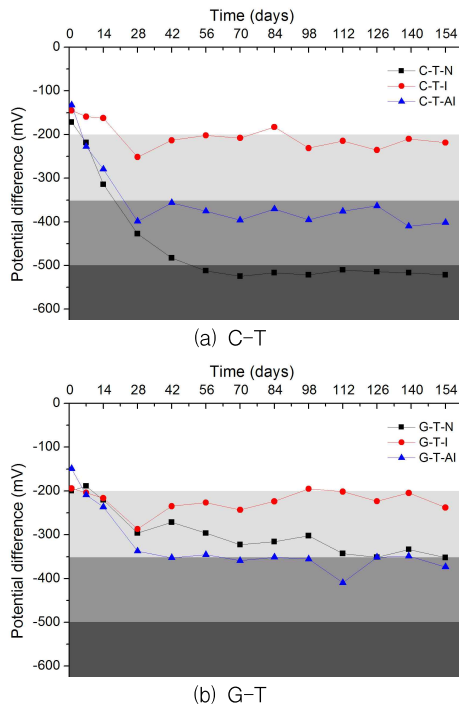 Time (days)
0 14 28 42 56 70 84 98 112 126 140 154
0
-100
-200
-300
-400
-500
-600
Potential difference (mV)
C-T-N
C-T-I
C-T-AI
(a) C-T
Time (days)
0 14 28 42 56 70 84 98 112 126 140 154
0
-100
-200
-300
-400
-500
-600
Potential difference (mV)
G-T-N
G-T-I
G-T-AI
(b) G-T